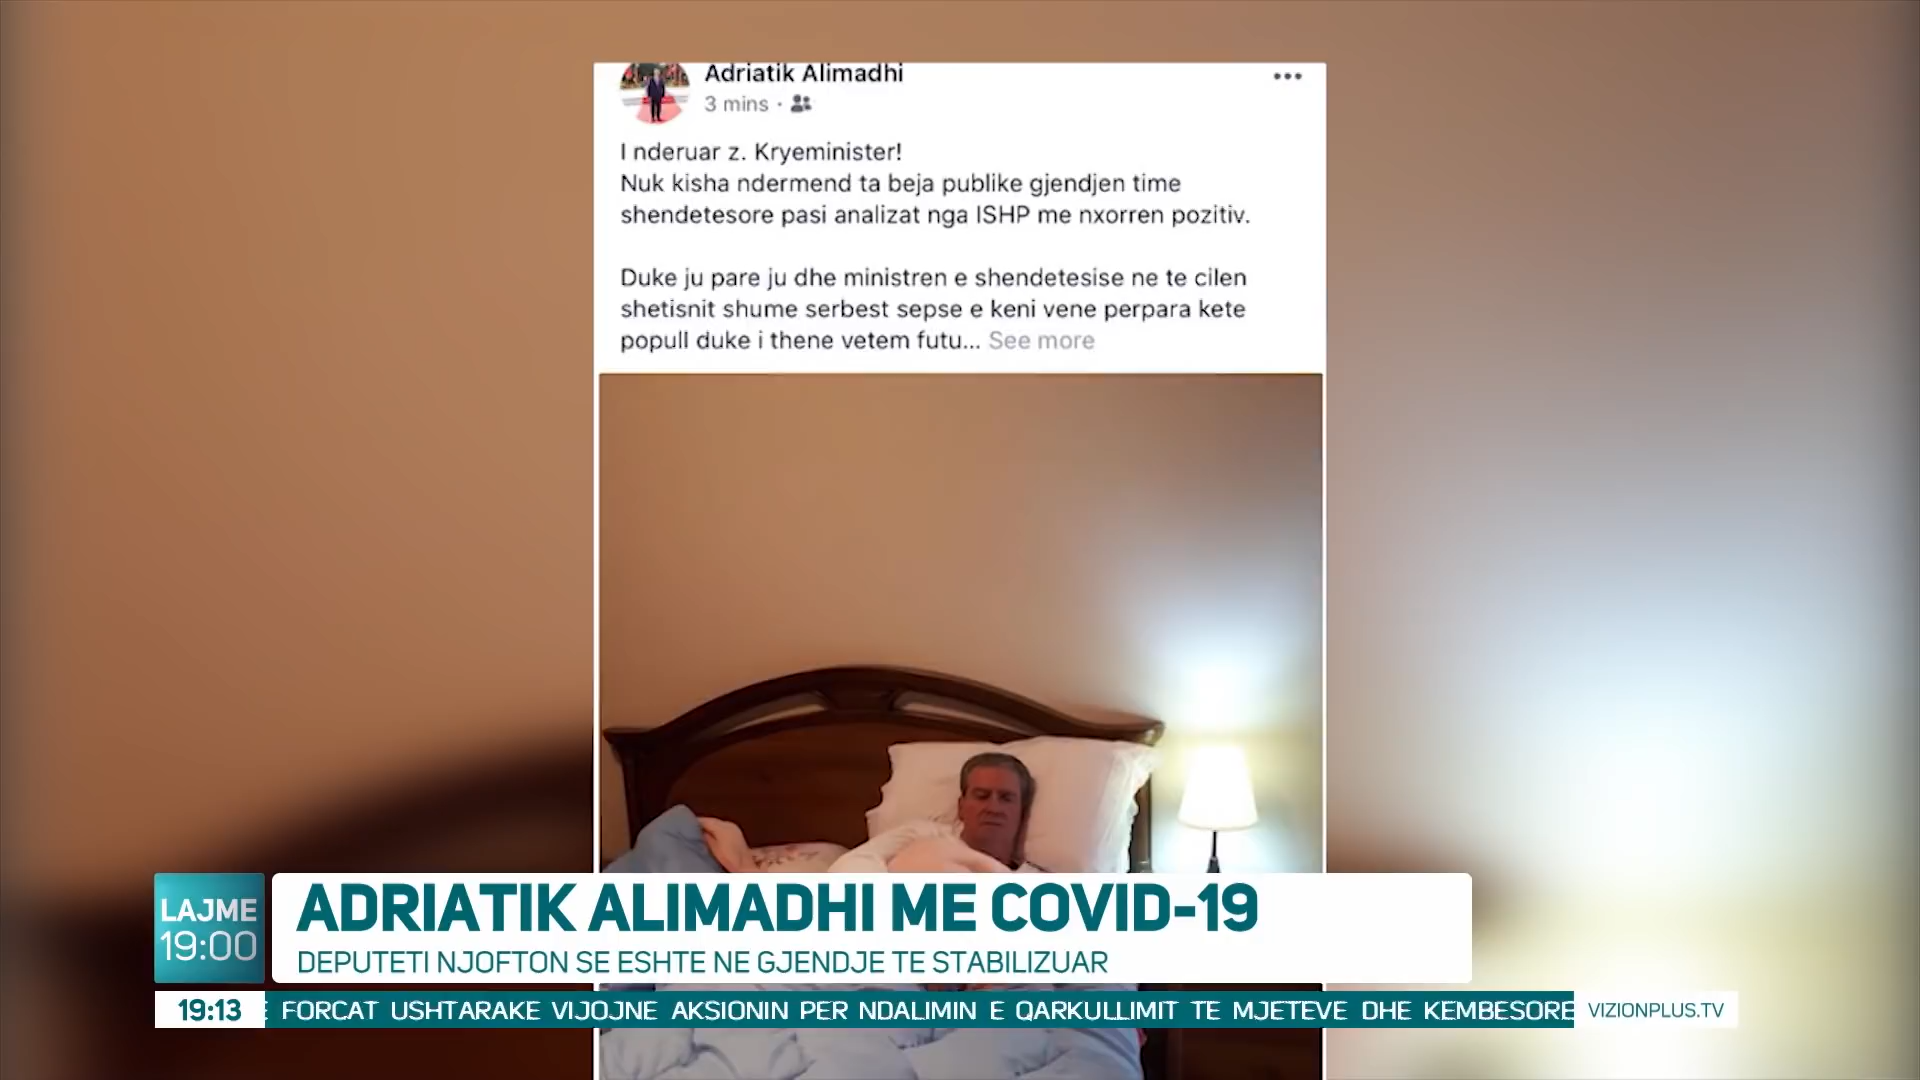 Adriatik Alimadhi
3 mins ·
I nderuar z. Kryeminister!
Nuk kisha ndermend ta beja publike gjendjen time
shendetesore pasi analizat nga ISHP me nxorren pozitiv.
Duke ju pare ju dhe ministren e shendetesise ne te cilen
shetisnit shume serbest sepse e keni vene perpara kete
popull duke i thene vetem futu... See more
LAJME
19:00
ADRIATIK ALIMADHI ME COVID-19
DEPUTETI NJOFTON SE ESHTE NE GJENDJE TE STABILIZUAR
19:13 FORCAT USHTARAKE VIJOJNE AKSIONIN PER NDALIMIN E QARKULLIMIT TE MJETEVE DHE KEMBESORE VIZIONPLUS.TV